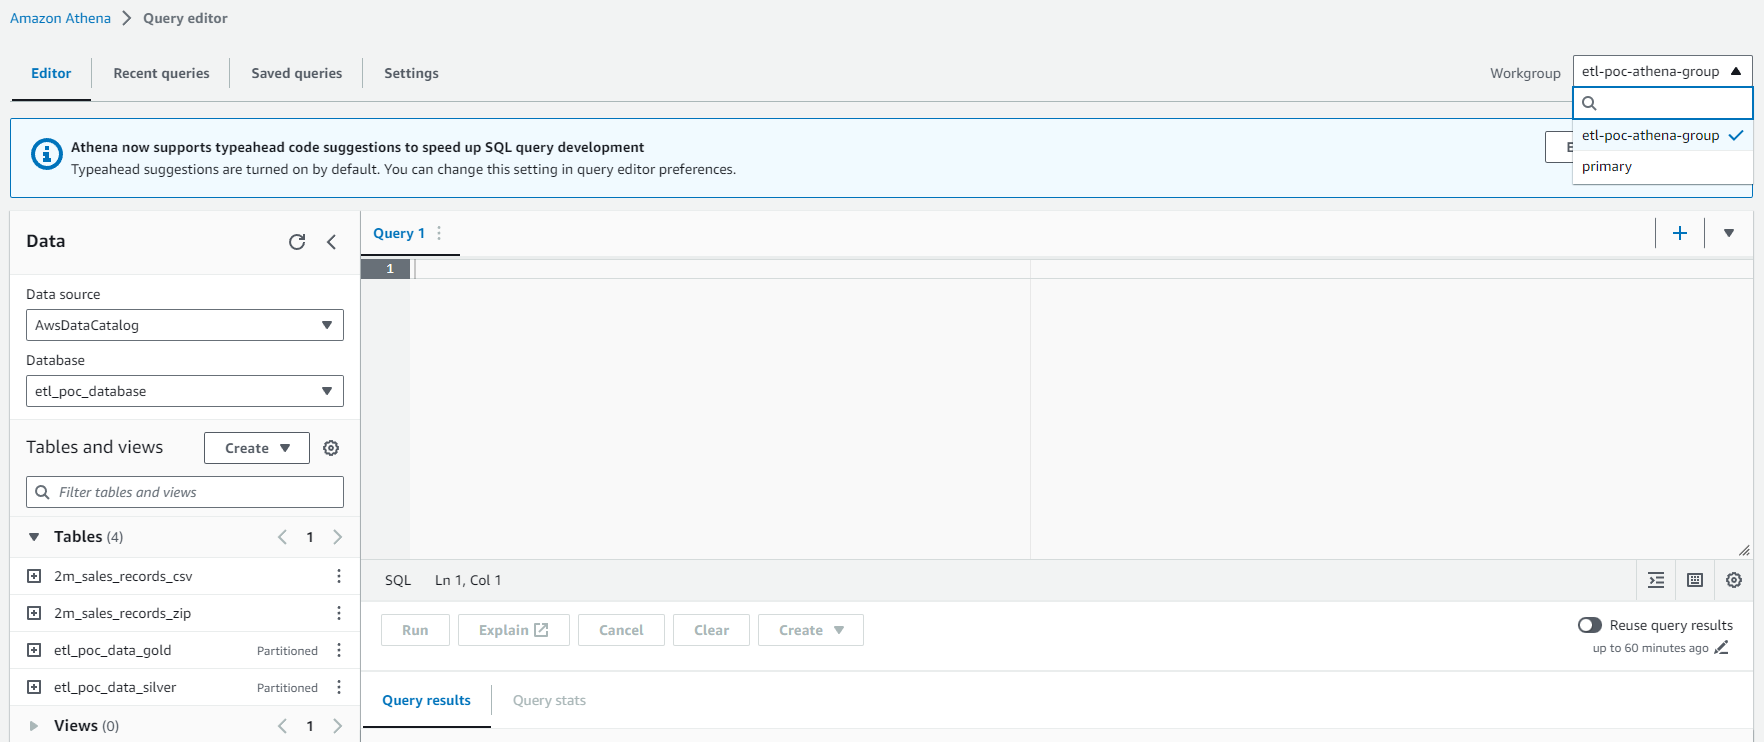 Amazon Athena > Query editor
Editor Recent queries Saved queries Settings
Workgroup etl-poc-athena-group
etl-poc-athena-group
primary
Athena now supports typeahead code suggestions to speed up SQL query development
Typeahead suggestions are turned on by default. You can change this setting in query editor preferences.
Data
Query 1
1
Data source
AwsDataCatalog
Database
etl_poc_database
Tables and views Create
Filter tables and views
Tables (4) 1
2m_sales_records_csv
2m_sales_records_zip
etl_poc_data_gold Partitioned
etl_poc_data_silver Partitioned
Views (0) 1
SQL Ln 1, Col 1
Run Explain Cancel Clear Create
Reuse query results
up to 60 minutes ago
Query results Query stats